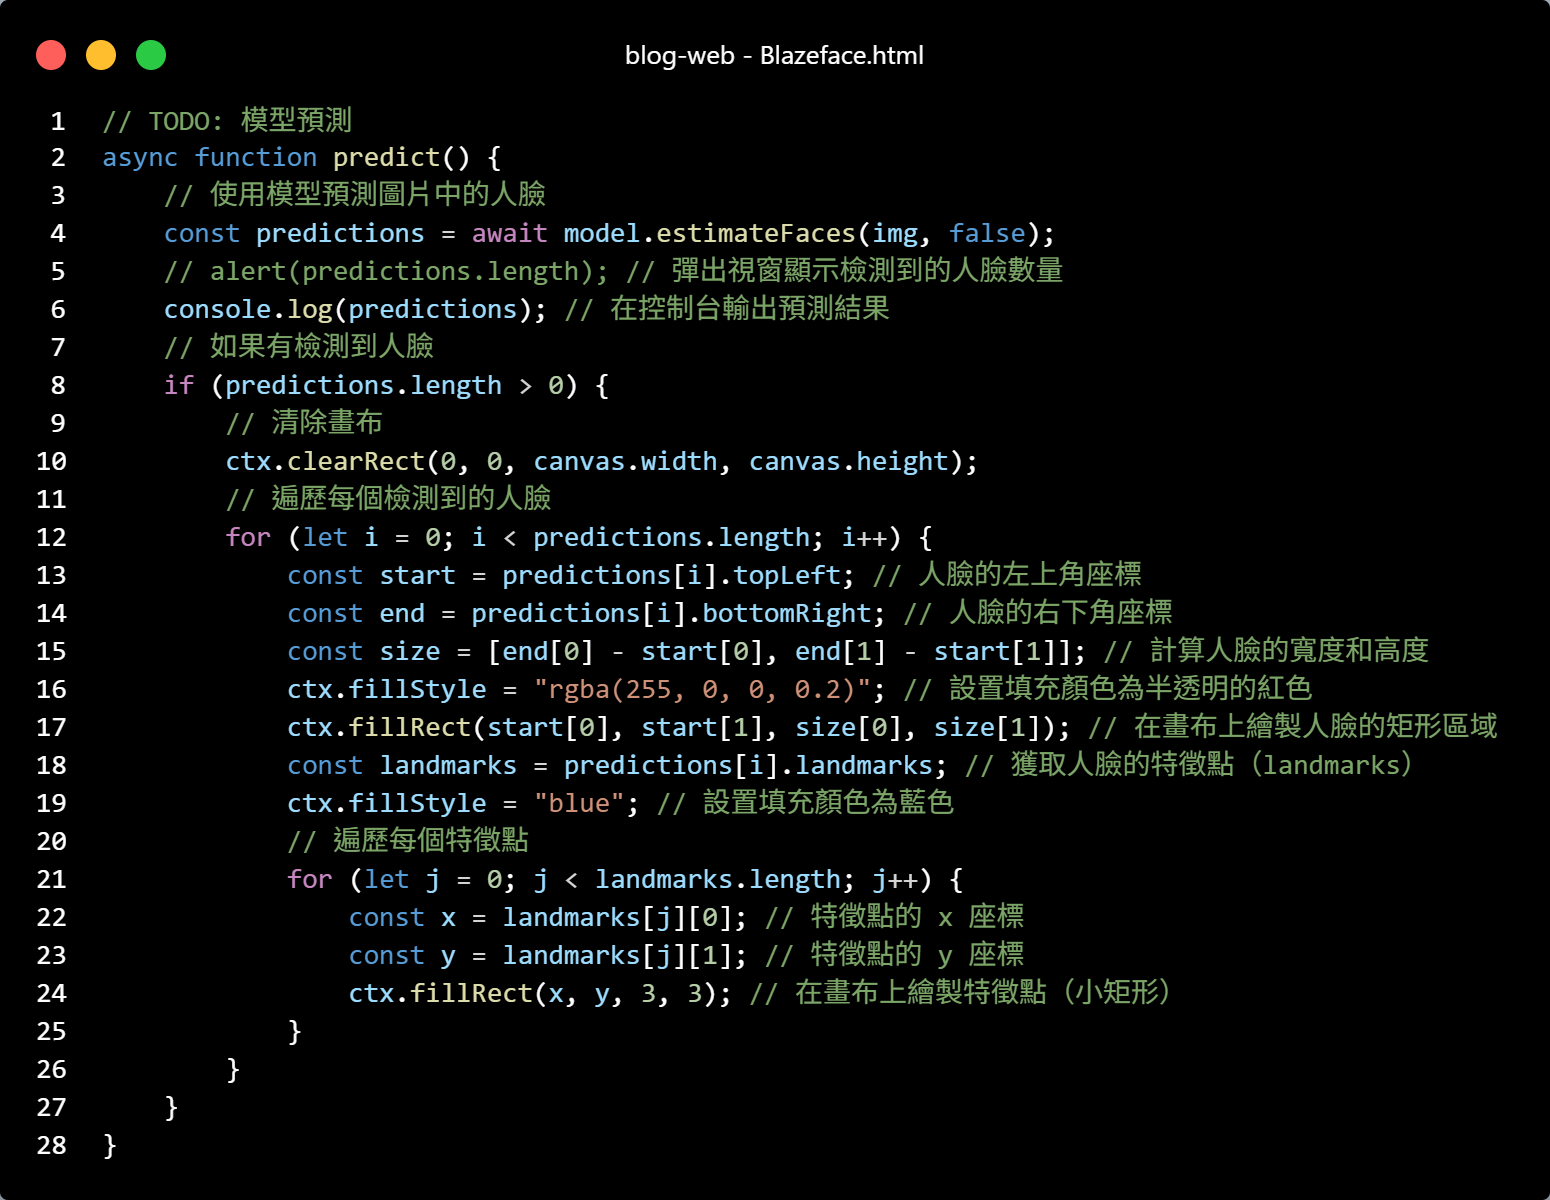 blog-web - Blazeface.html
1 // TODO: 模型預測
2 async function predict() {
3     // 使用模型預測圖片中的人臉
4     const predictions = await model.estimateFaces(img, false);
5     // alert(predictions.length); // 彈出視窗顯示檢測到的人臉數量
6     console.log(predictions); // 在控制台輸出預測結果
7     // 如果有檢測到人臉
8     if (predictions.length > 0) {
9         // 清除畫布
10         ctx.clearRect(0, 0, canvas.width, canvas.height);
11         // 遍歷每個檢測到的人臉
12         for (let i = 0; i < predictions.length; i++) {
13             const start = predictions[i].topLeft; // 人臉的左上角座標
14             const end = predictions[i].bottomRight; // 人臉的右下角座標
15             const size = [end[0] - start[0], end[1] - start[1]]; // 計算人臉的寬度和高度
16             ctx.fillStyle = "rgba(255, 0, 0, 0.2)"; // 設置填充顏色為半透明的紅色
17             ctx.fillRect(start[0], start[1], size[0], size[1]); // 在畫布上繪製人臉的矩形區域
18             const landmarks = predictions[i].landmarks; // 獲取人臉的特徵點（landmarks）
19             ctx.fillStyle = "blue"; // 設置填充顏色為藍色
20             // 遍歷每個特徵點
21             for (let j = 0; j < landmarks.length; j++) {
22                 const x = landmarks[j][0]; // 特徵點的 x 座標
23                 const y = landmarks[j][1]; // 特徵點的 y 座標
24                 ctx.fillRect(x, y, 3, 3); // 在畫布上繪製特徵點（小矩形）
25             }
26         }
27     }
28 }